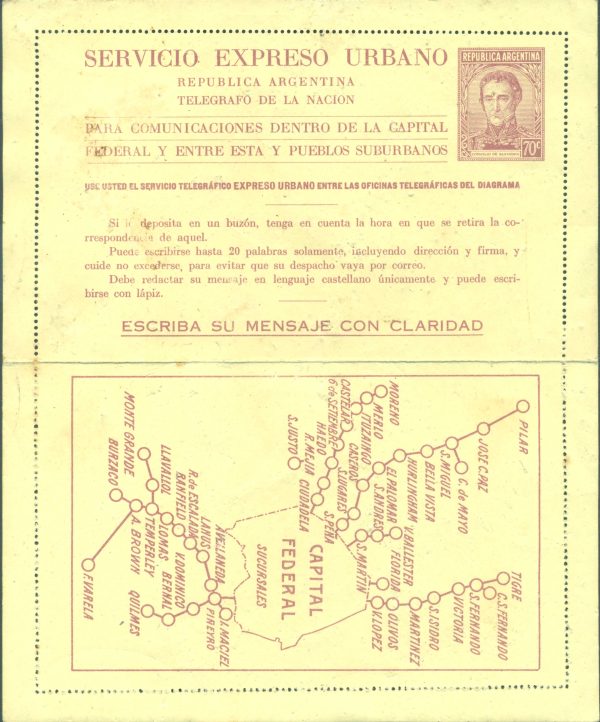 SERVICIO EXPRESO URBANO
REPUBLICA ARGENTINA
TELEGRAFO DE LA NACION
PARA COMUNICACIONES DENTRO DE LA CAPITAL
FEDERAL Y ENTRE ESTA Y PUEBLOS SUBURBANOS
REPUBLICA ARGENTINA
70c
USE USTED EL SERVICIO TELEGRÁFICO EXPRESO URBANO ENTRE LAS OFICINAS TELEGRÁFICAS DEL DIAGRAMA
Si lo deposita en un buzón, tenga en cuenta la hora en que se retira la co-
rrespondencia de aquel.
Puede escribirse hasta 20 palabras solamente, incluyendo dirección y firma, y
cuide no excederse, para evitar que su despacho vaya por correo.
Debe redactar su mensaje en lenguaje castellano únicamente y puede escri-
birse con lápiz.
ESCRIBA SU MENSAJE CON CLARIDAD
PILAR
JOSE C. PAZ
C. de MAYO
S. MIGUEL
BELLA VISTA
HURLINGHAM
V. BALLESTER
EL PALOMAR
FLORIDA
S. ANDRES
S. MARTIN
CASEROS
S. LUGARES
S. PEÑA
MORENO
MERLO
ITUZAINGO
CASTELAR
6 de SETIEMBRE
HAEDO
R. MEJIA
CIUDADELA
S. JUSTO
TIGRE
C. S. FERNANDO
S. FERNANDO
VICTORIA
S. ISIDRO
MARTINEZ
OLIVOS
V. LOPEZ
CAPITAL
FEDERAL
SUCURSALES
AVELLANEDA
I. MACIEL
PIÑEYRO
LANUS
V. DOMINICO
R. de ESCALADA
BANFIELD
BERNAL
LOMAS
LLAVALLOL
TEMPERLEY
QUILMES
MONTE GRANDE
A. BROWN
BURZACO
F. VARELA